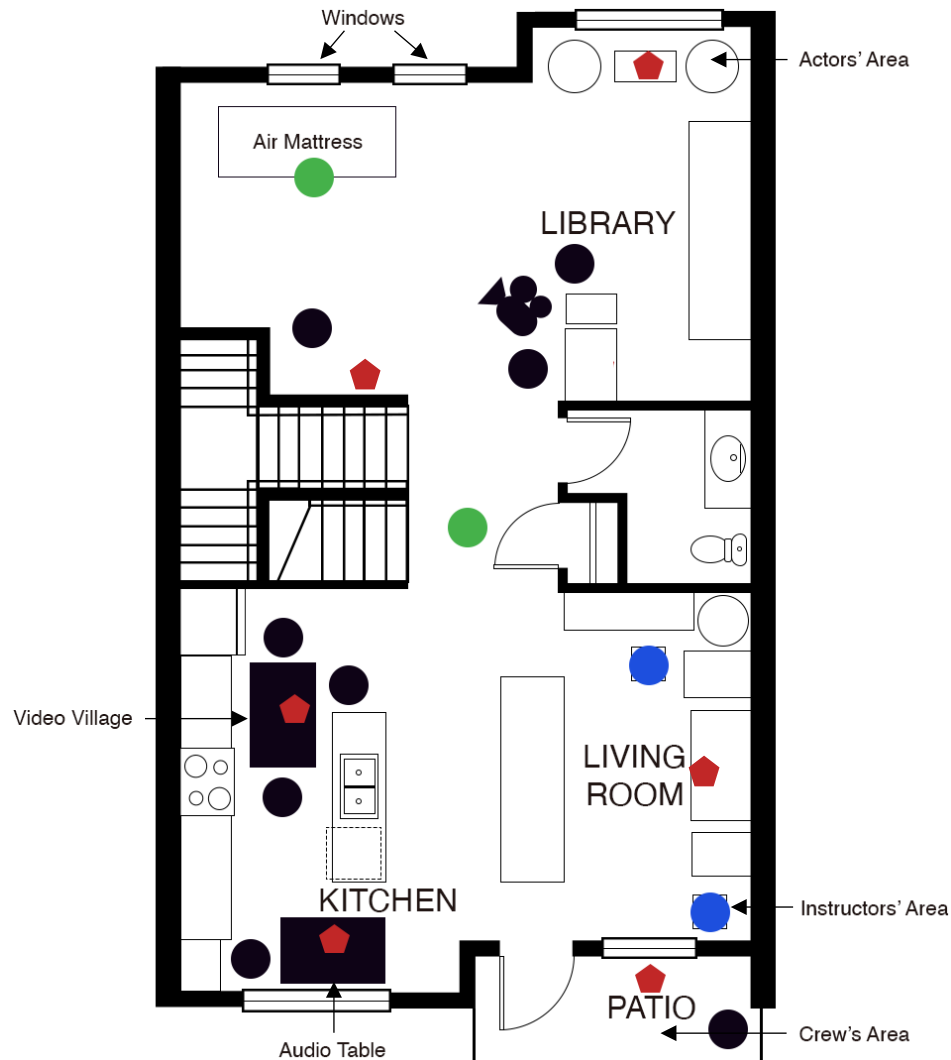 Windows
Actors’ Area
Air Mattress
LIBRARY
Video Village
LIVING
ROOM
KITCHEN
Instructors’ Area
PATIO
Crew’s Area
Audio Table